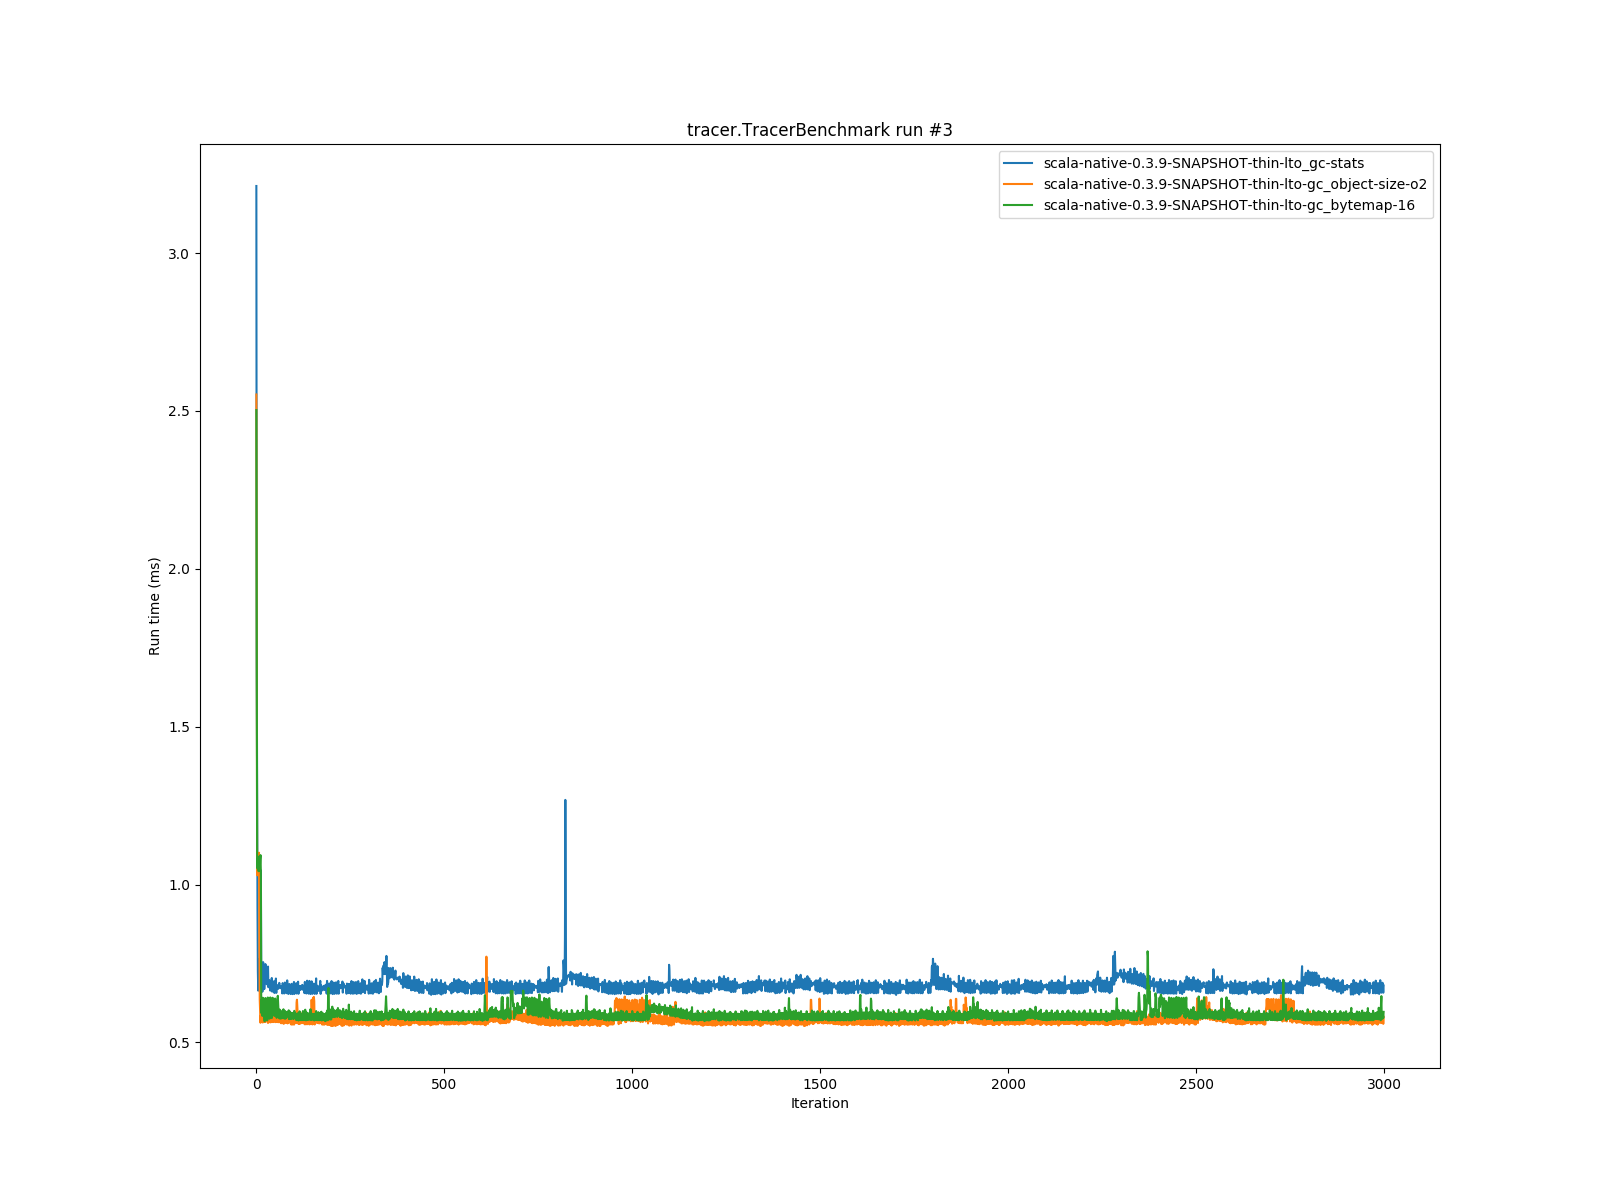 tracer.TracerBenchmark run #3
scala-native-0.3.9-SNAPSHOT-thin-lto_gc-stats
scala-native-0.3.9-SNAPSHOT-thin-lto-gc_object-size-o2
scala-native-0.3.9-SNAPSHOT-thin-lto-gc_bytemap-16
Run time (ms)
3.0
2.5
2.0
1.5
1.0
0.5
0 500 1000 1500 2000 2500 3000
Iteration